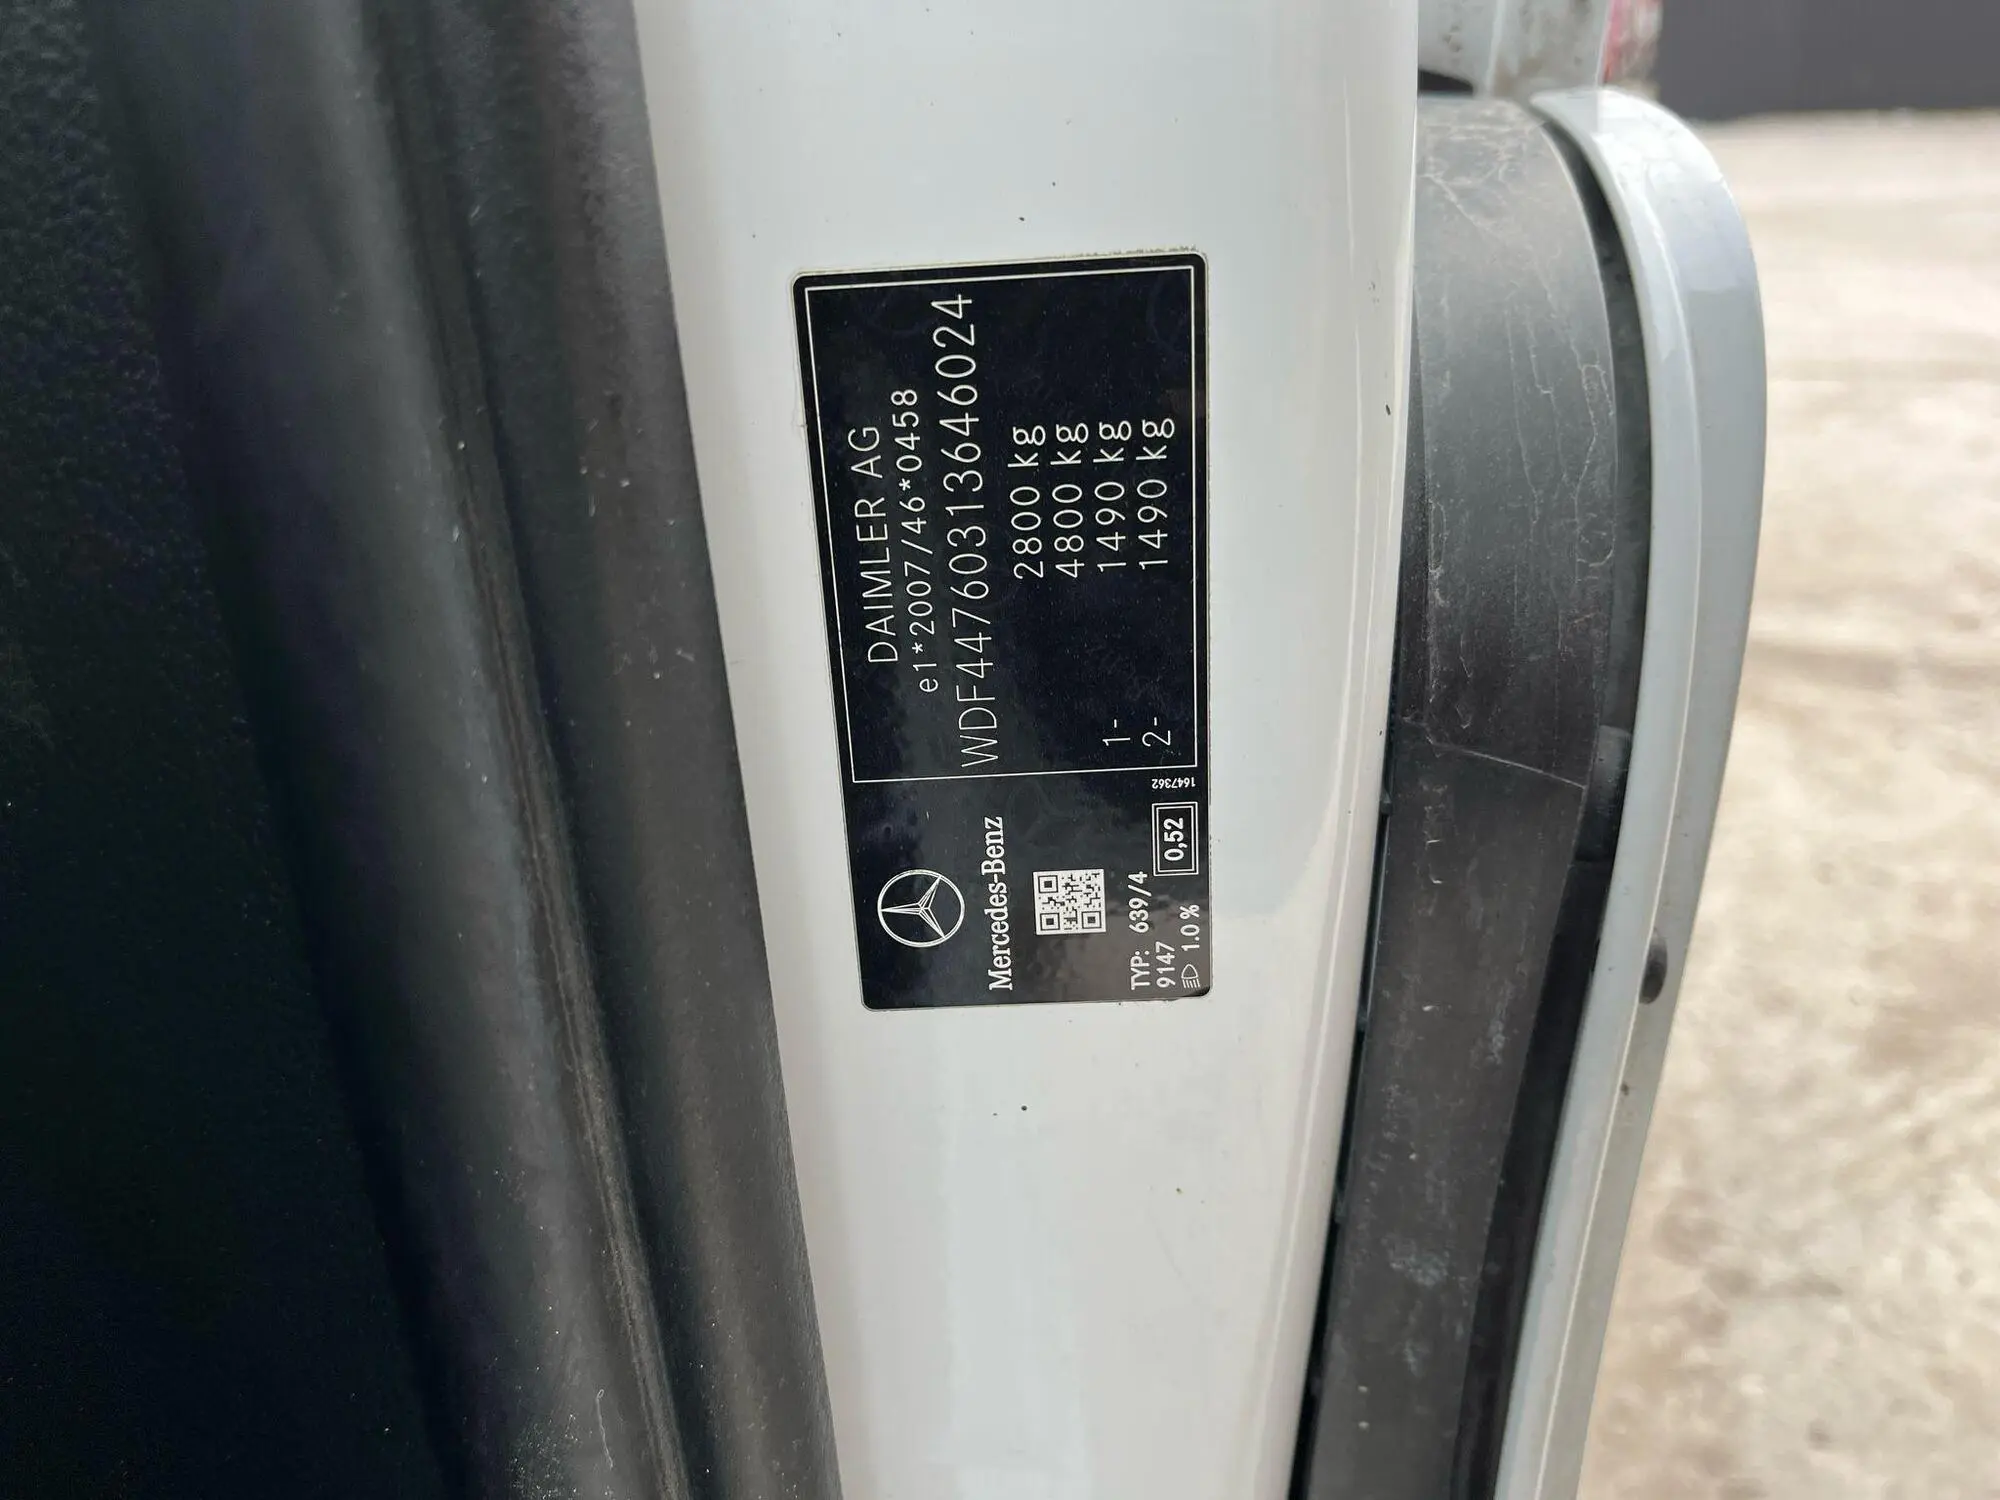 DAIMLER AG
e1*2007/46*0458
WDF44760313646024
2800 kg
4800 kg
1- 1490 kg
2- 1490 kg
1647362
Mercedes-Benz
TYP: 639/4
9147
1.0%
0,52